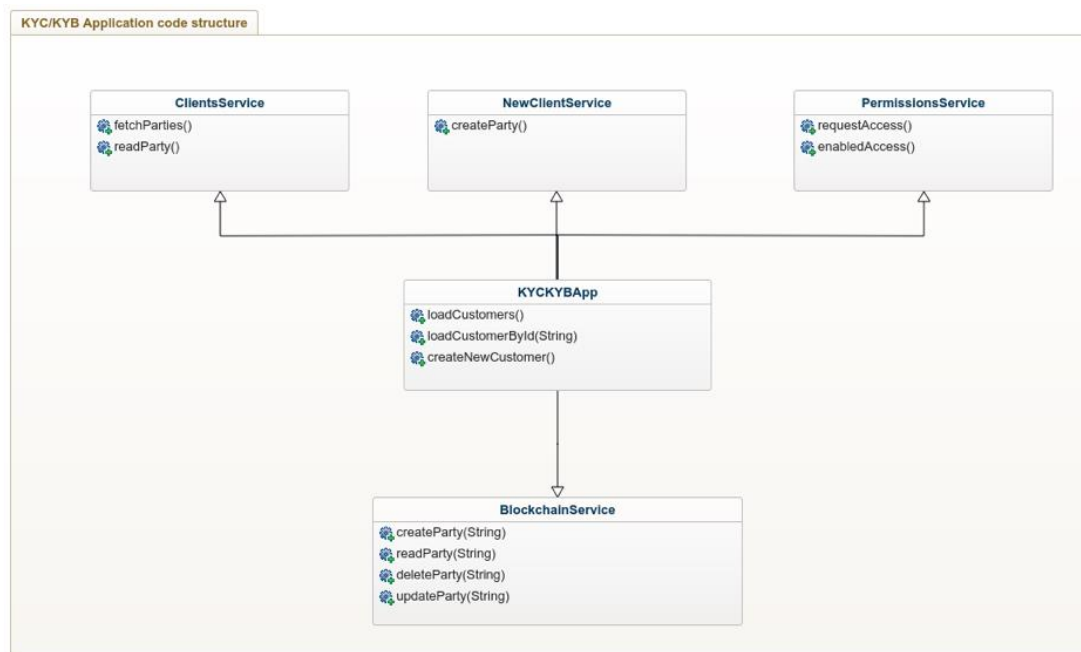 KYC/KYB Application code structure
ClientsService
fetchParties()
readParty()
NewClientService
createParty()
PermissionsService
requestAccess()
enabledAccess()
KYCKYBApp
loadCustomers()
loadCustomerById(String)
createNewCustomer()
BlockchainService
createParty(String)
readParty(String)
deleteParty(String)
updateParty(String)